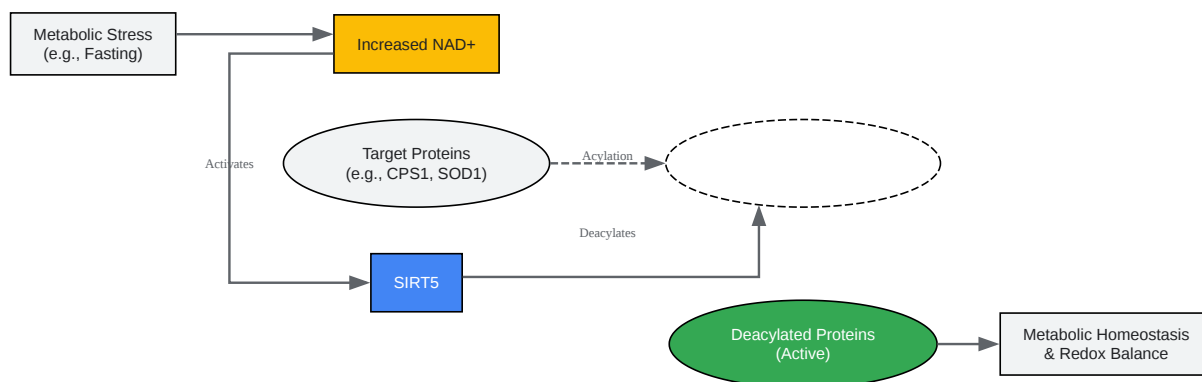 Metabolic Stress
(e.g., Fasting)
Increased NAD+
Activates
Target Proteins
(e.g., CPS1, SOD1)
Acylation
Deacylates
SIRT5
Deacylated Proteins
(Active)
Metabolic Homeostasis
& Redox Balance